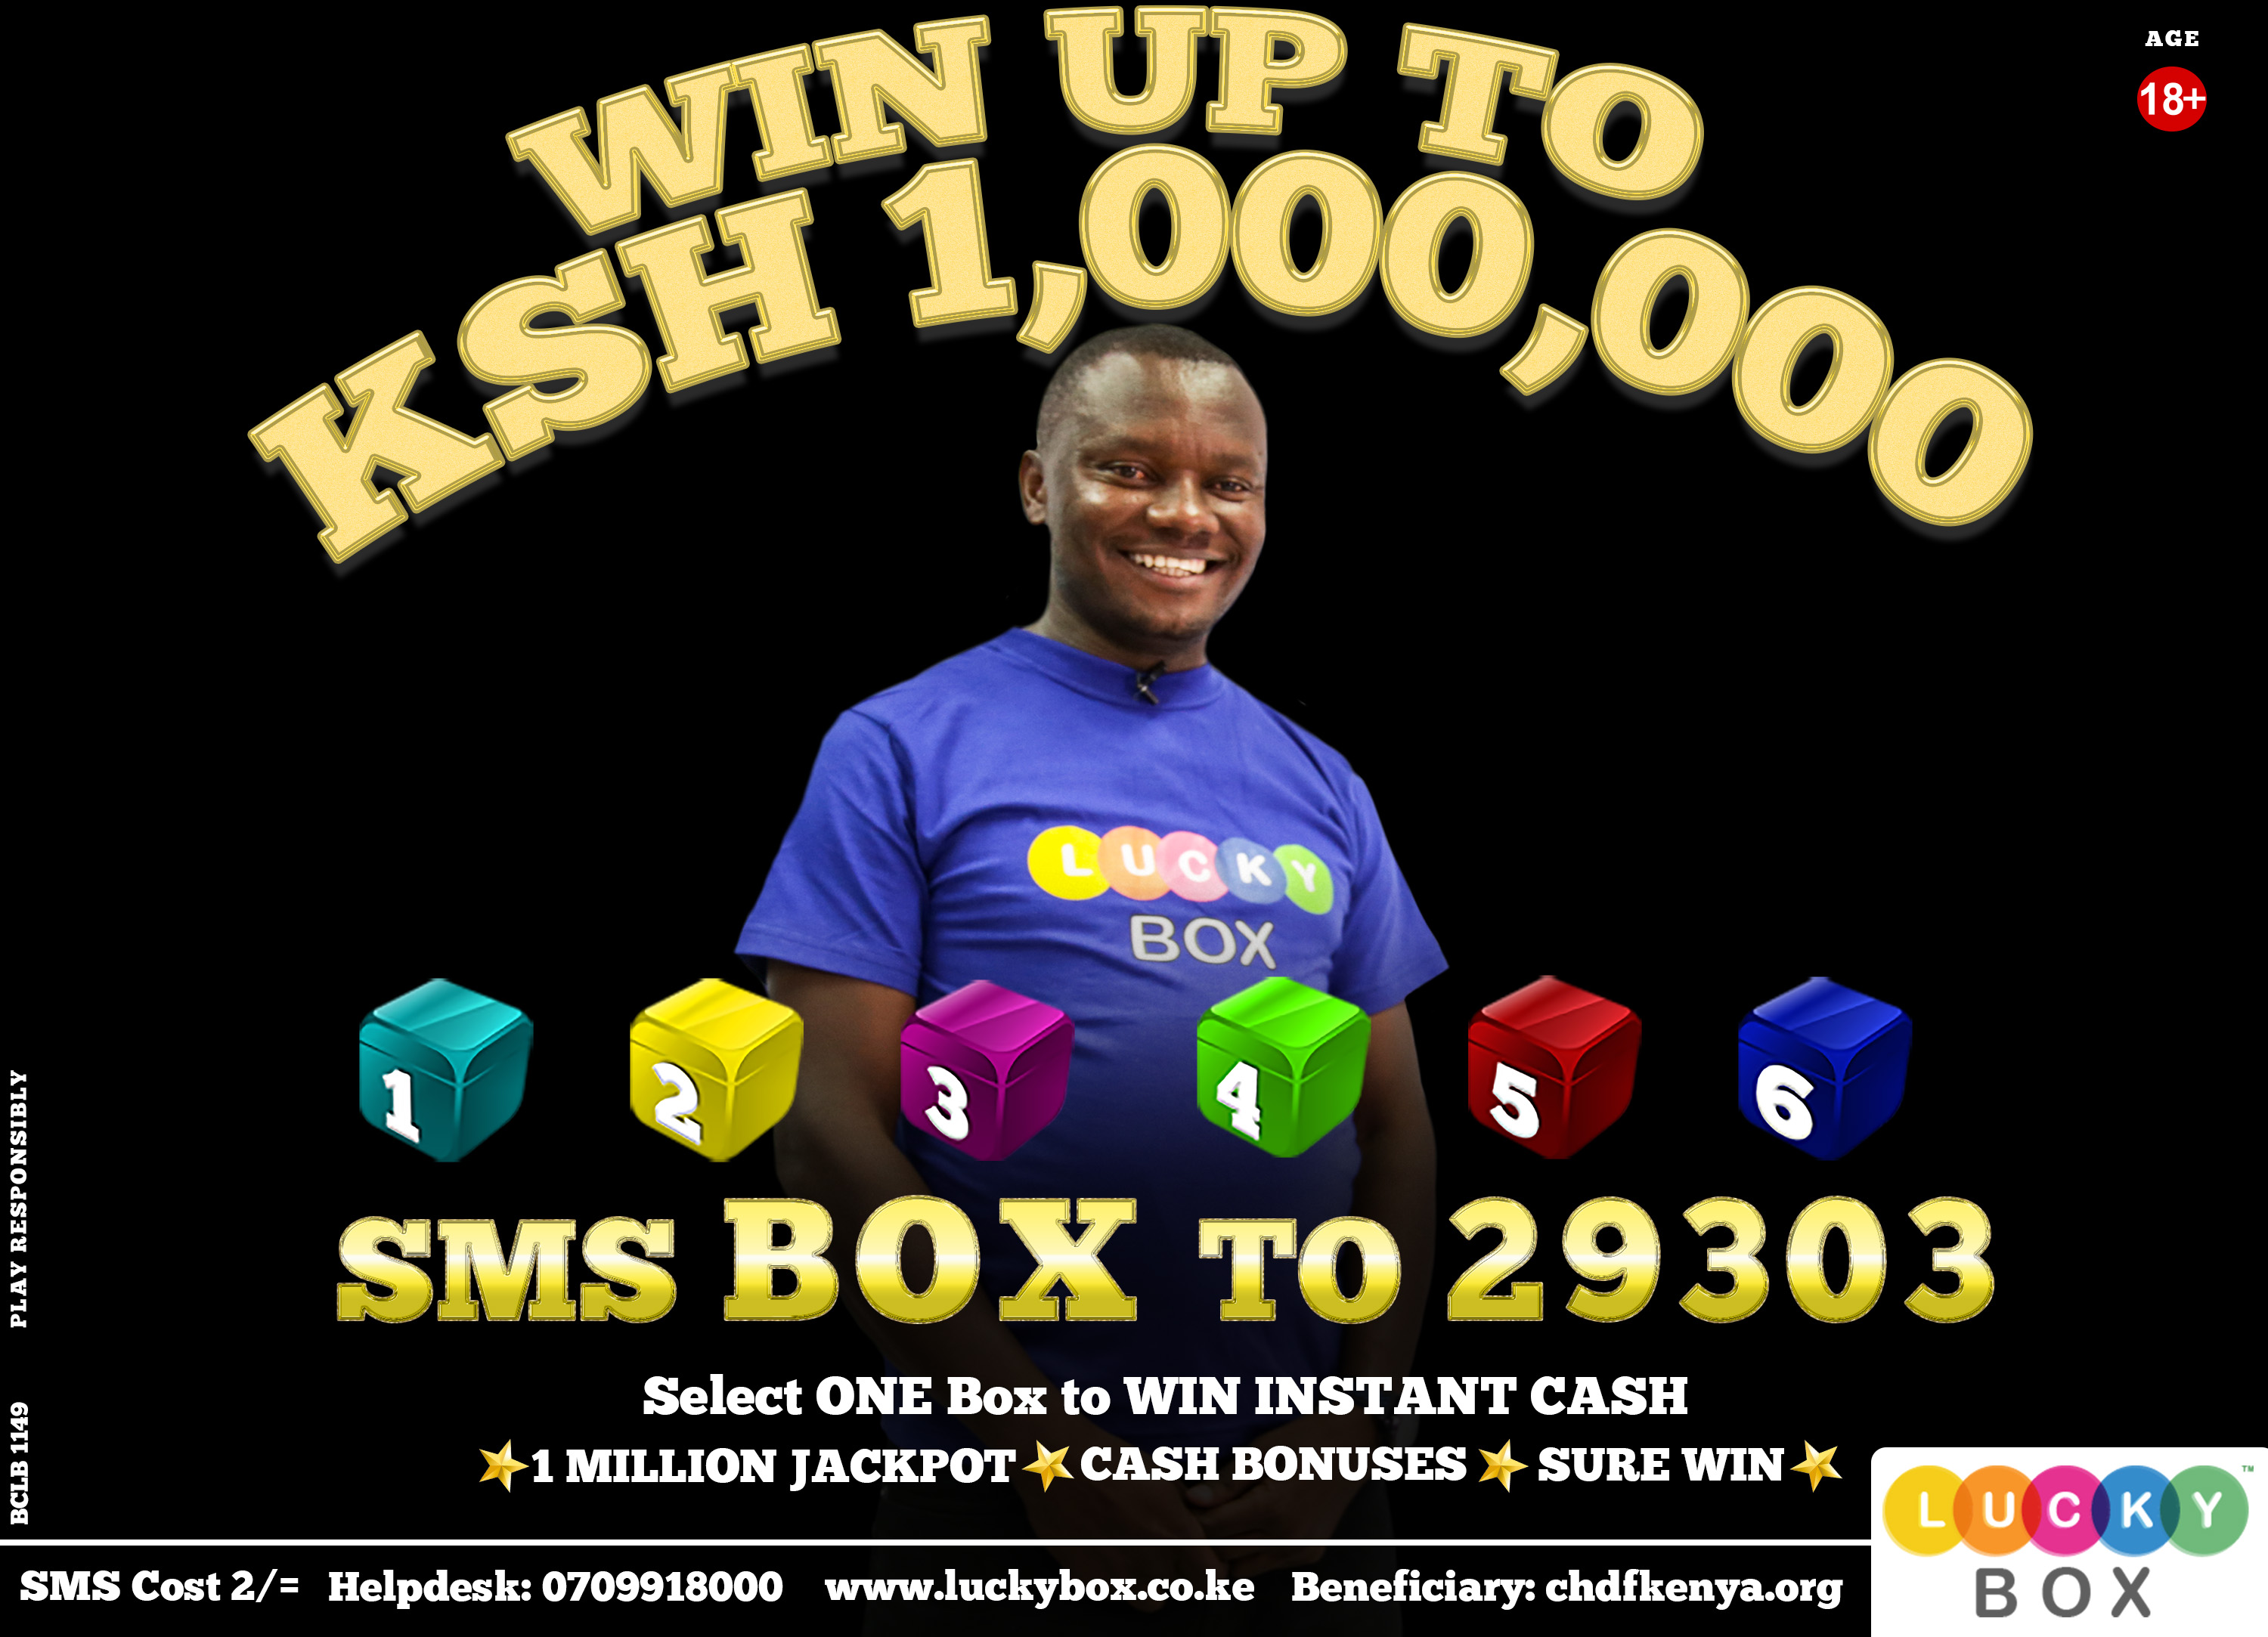 WIN UP TO
KSH 1,000,000
AGE
18+
LUCKY
BOX
1 2 3 4 5 6
SMS BOX TO 29303
Select ONE Box to WIN INSTANT CASH
1 MILLION JACKPOT CASH BONUSES SURE WIN
PLAY RESPONSIBLY
BCLB 1149
SMS Cost 2/= Helpdesk: 0709918000 www.luckybox.co.ke Beneficiary: chdfkenya.org
LUCKY™
BOX